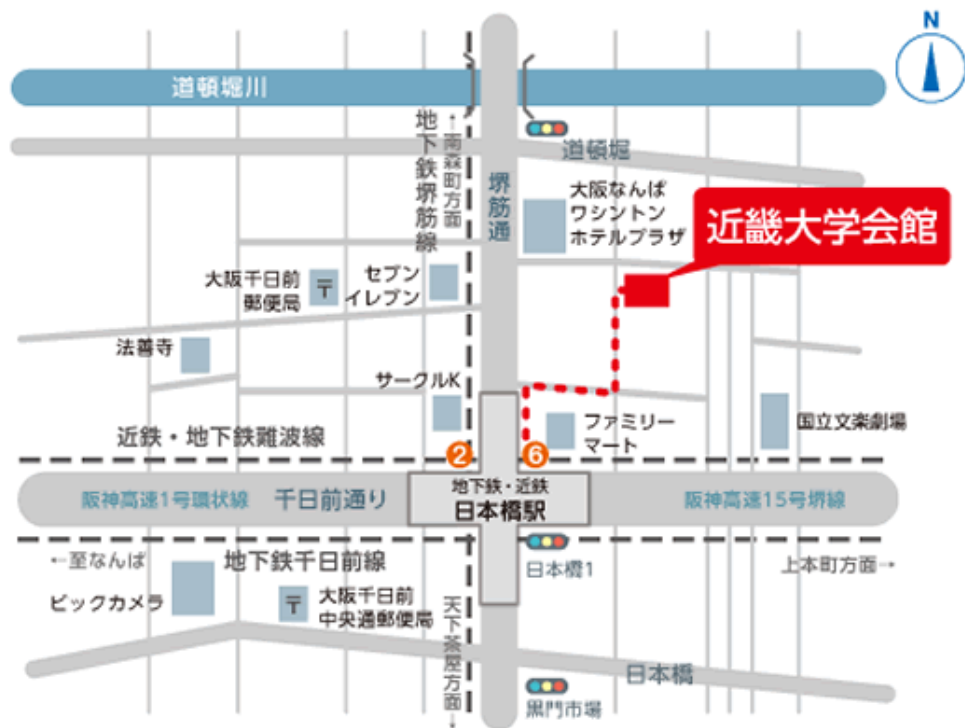 N
道頓堀川
地下鉄堺筋線
←南森町方面
道頓堀
堺筋通
大阪なんば
ワシントン
ホテルプラザ
近畿大学会館
大阪千日前
郵便局
〒
セブン
イレブン
法善寺
サークルK
ファミリー
マート
国立文楽劇場
近鉄・地下鉄難波線
2
6
阪神高速1号環状線
千日前通り
地下鉄・近鉄
日本橋駅
阪神高速15号堺線
←至なんば
地下鉄千日前線
日本橋1
上本町方面→
ビックカメラ
〒
大阪千日前
中央通郵便局
天下茶屋方面→
日本橋
黒門市場